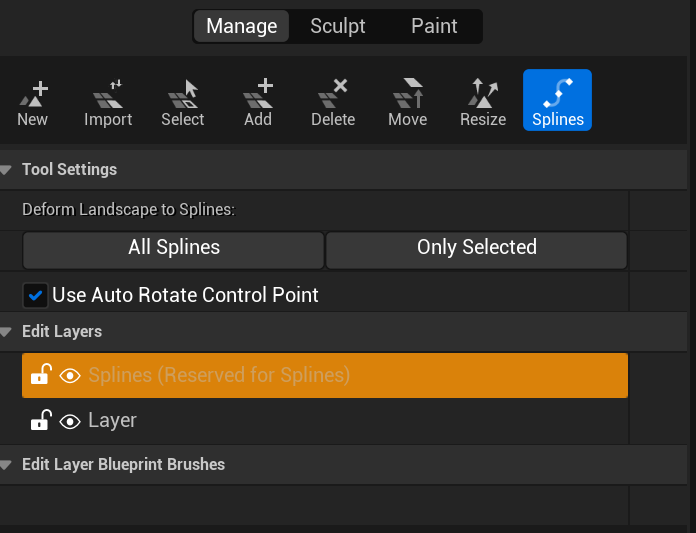 Manage Sculpt Paint
New Import Select Add Delete Move Resize Splines
Tool Settings
Deform Landscape to Splines:
All Splines Only Selected
Use Auto Rotate Control Point
Edit Layers
Splines (Reserved for Splines)
Layer
Edit Layer Blueprint Brushes